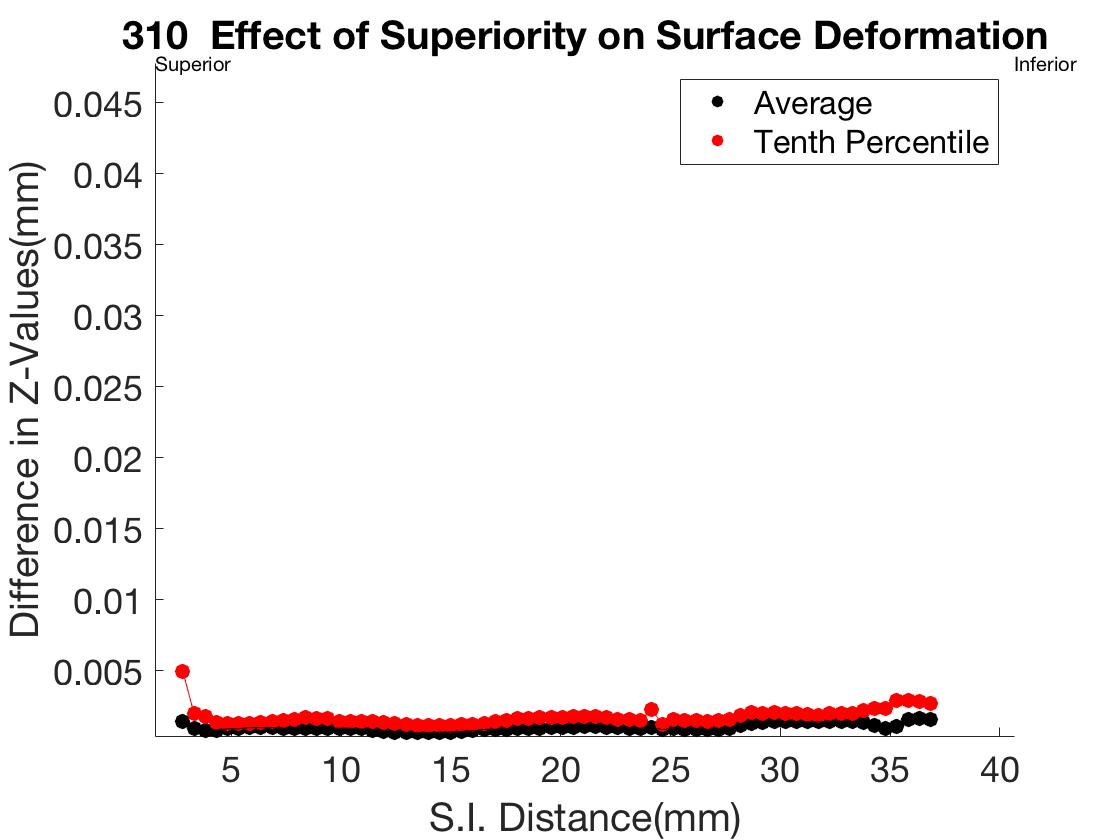 310  Effect of Superiority on Surface Deformation
Superior
Inferior
Average
Tenth Percentile
0.045
0.04
0.035
0.03
0.025
0.02
0.015
0.01
0.005
Difference in Z-Values(mm)
5 10 15 20 25 30 35 40
S.I. Distance(mm)